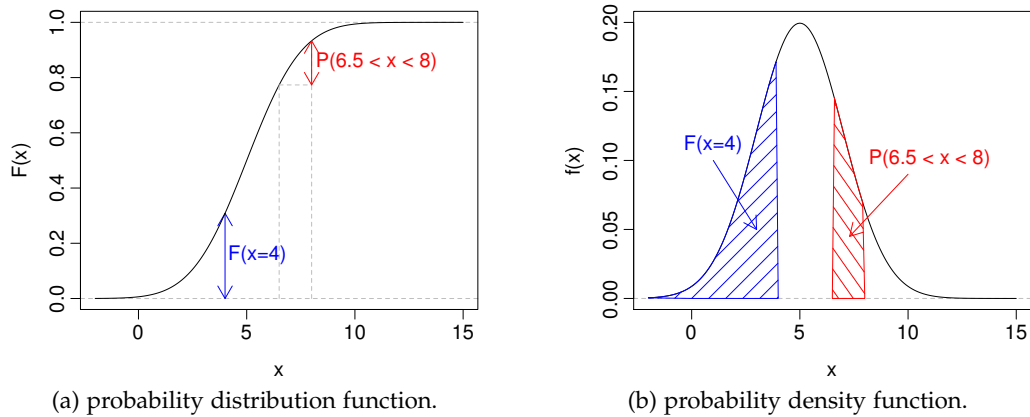 F(x)
0.0
0.2
0.4
0.6
0.8
1.0
P(6.5 < x < 8)
F(x=4)
0
5
10
15
x
(a) probability distribution function.
f(x)
0.00
0.05
0.10
0.15
0.20
F(x=4)
P(6.5 < x < 8)
0
5
10
15
x
(b) probability density function.